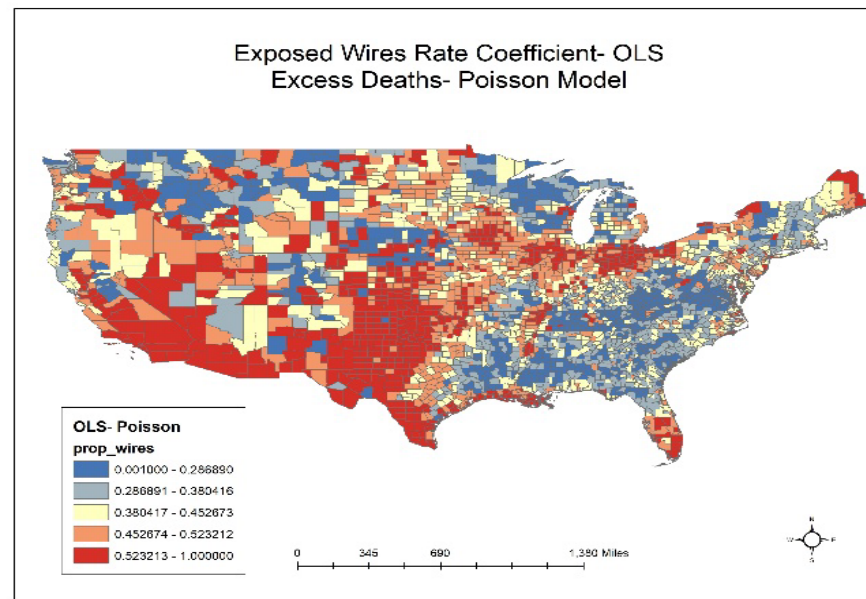 Exposed Wires Rate Coefficient- OLS
Excess Deaths- Poisson Model
OLS- Poisson
prop_wires
0.001000 - 0.286890
0.286891 - 0.380416
0.380417 - 0.452673
0.452674 - 0.523212
0.523213 - 1.000000
0 345 690 1,380 Miles
N
W E
S